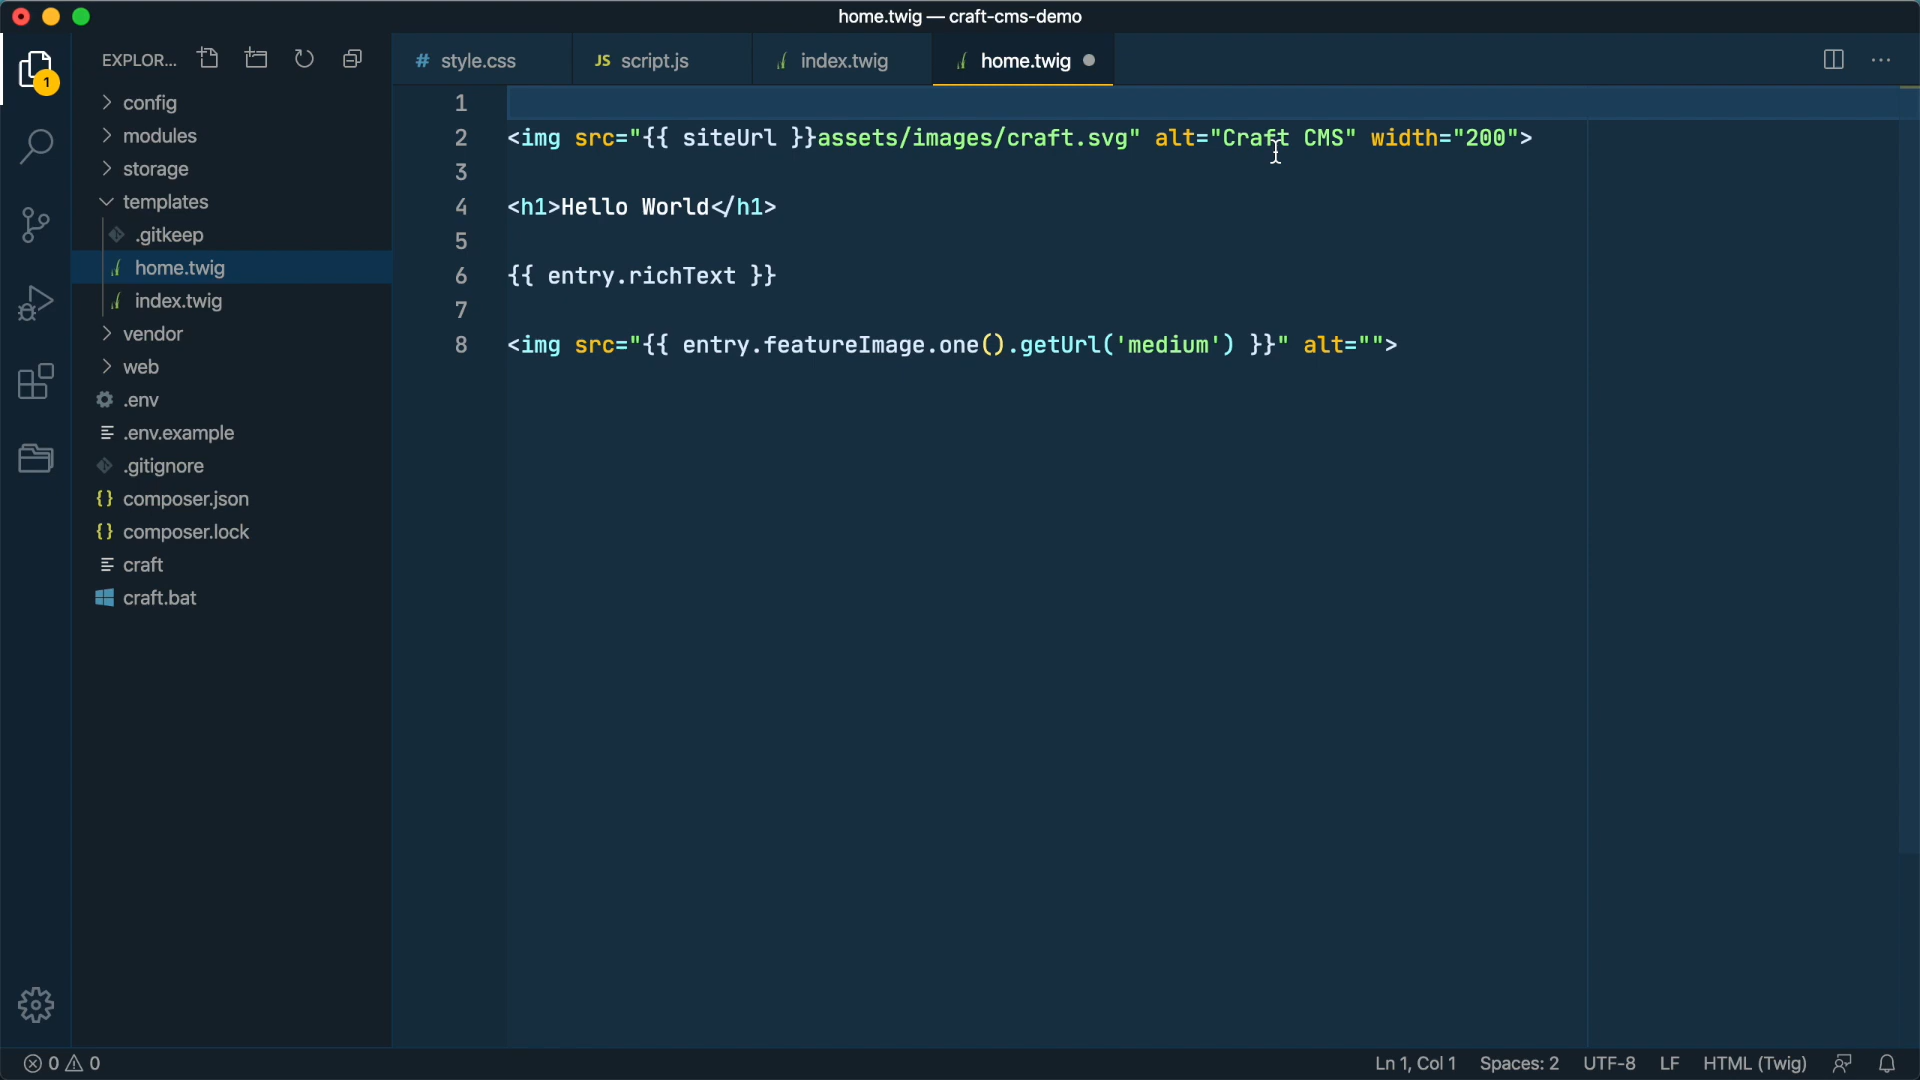 home.twig — craft-cms-demo
EXPLOR...
# style.css
JS script.js
index.twig
home.twig
1
config
modules
storage
templates
.gitkeep
home.twig
index.twig
vendor
web
.env
.env.example
.gitignore
{} composer.json
{} composer.lock
craft
craft.bat
1
2 <img src="{{ siteUrl }}assets/images/craft.svg" alt="Craft CMS" width="200">
3
4 <h1>Hello World</h1>
5
6 {{ entry.richText }}
7
8 <img src="{{ entry.featureImage.one().getUrl('medium') }}" alt="">
0 0
Ln 1, Col 1 Spaces: 2 UTF-8 LF HTML (Twig)